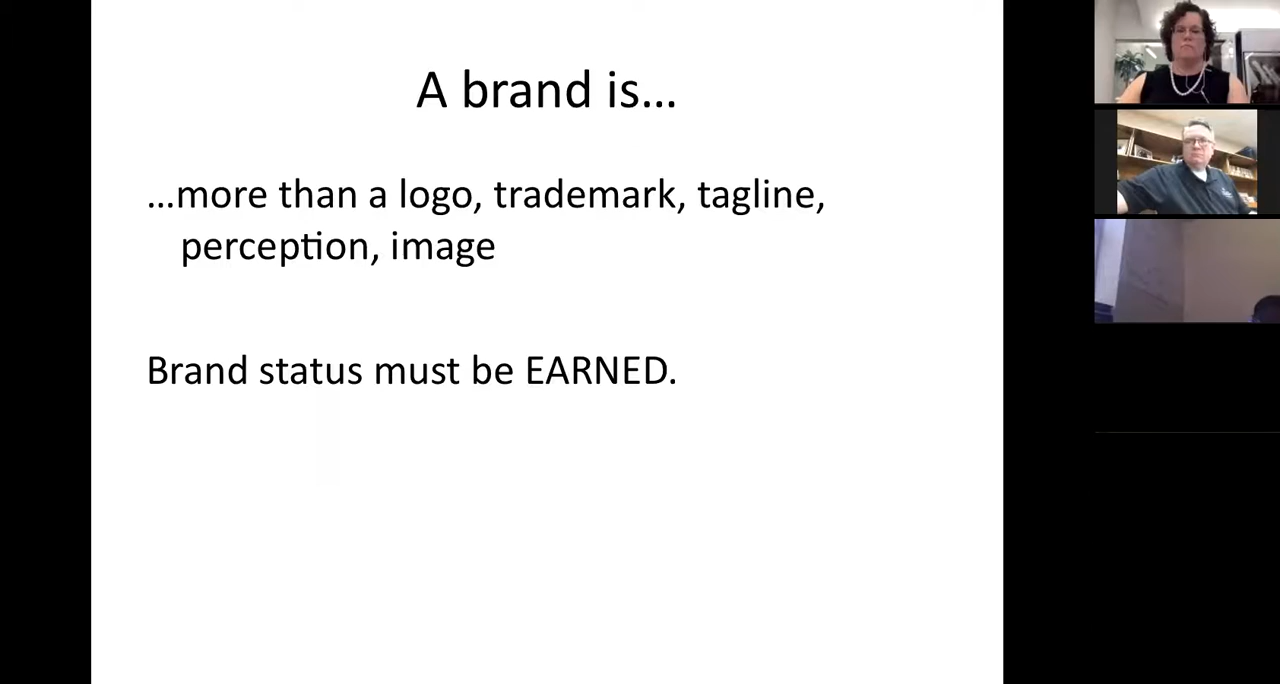 A brand is...
...more than a logo, trademark, tagline,
perception, image
Brand status must be EARNED.